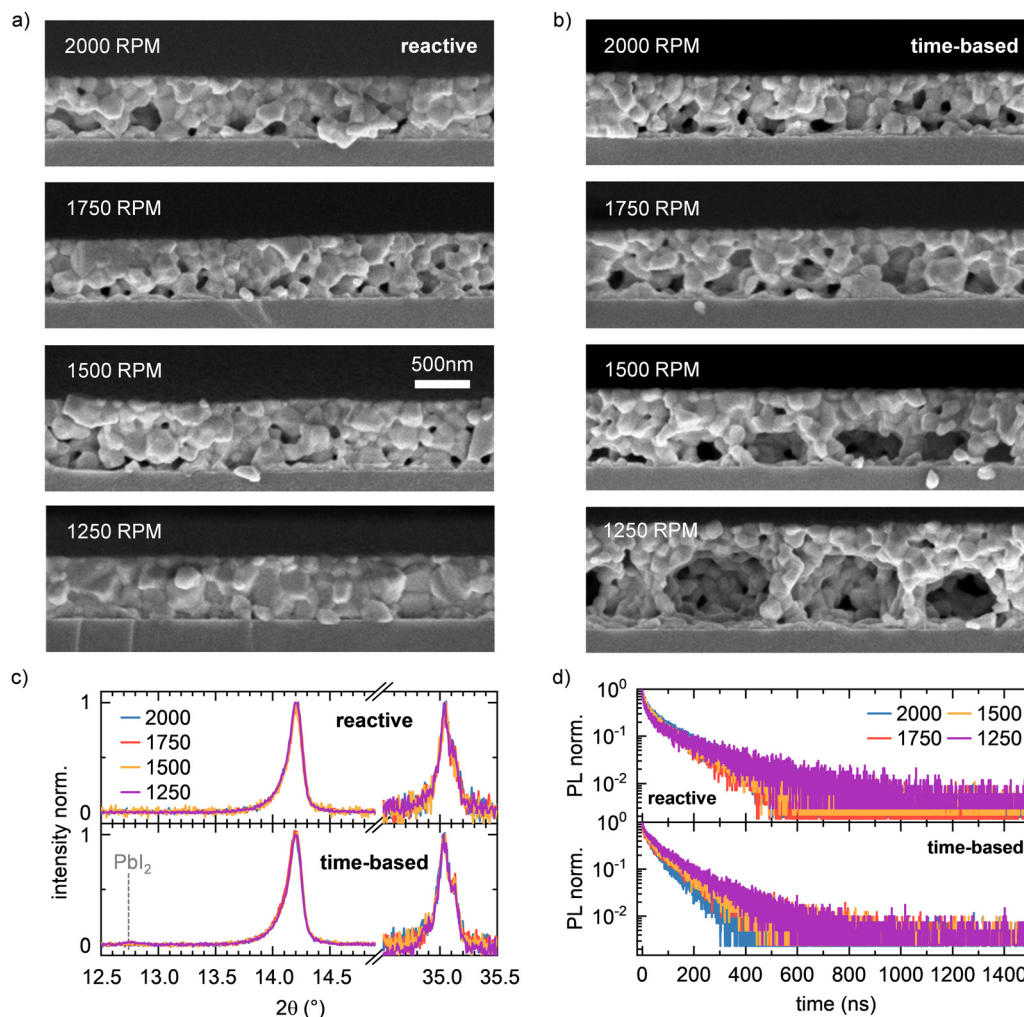 a)
2000 RPM
reactive
1750 RPM
1500 RPM
500nm
1250 RPM
b)
2000 RPM
time-based
1750 RPM
1500 RPM
1250 RPM
c)
intensity norm.
1
0
reactive
2000
1750
1500
1250
1
0
time-based
PbI₂
12.5 13.0 13.5 14.0 14.5 35.0 35.5
2θ (°)
d)
PL norm.
10⁰
10⁻¹
10⁻²
2000 1500
1750 1250
reactive
PL norm.
10⁰
10⁻¹
10⁻²
time-based
0 200 400 600 800 1000 1200 1400
time (ns)